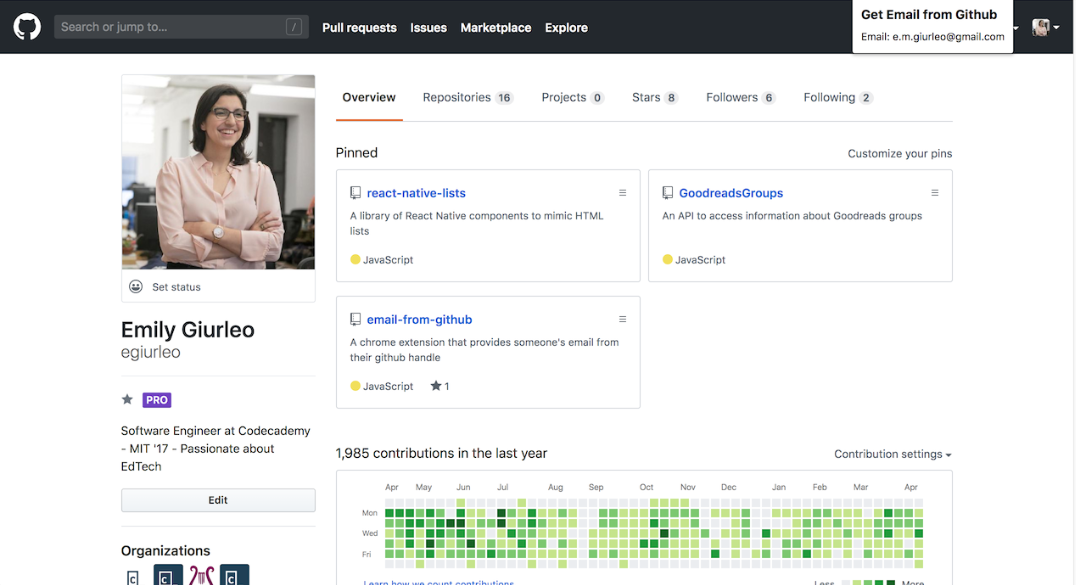 Search or jump to...
/
Pull requests
Issues
Marketplace
Explore
Get Email from Github
Email: e.m.giurleo@gmail.com
Overview
Repositories 16
Projects 0
Stars 8
Followers 6
Following 2
Set status
Emily Giurleo
egiurleo
PRO
Software Engineer at Codecademy
- MIT '17 - Passionate about
EdTech
Edit
Organizations
Pinned
Customize your pins
react-native-lists
A library of React Native components to mimic HTML
lists
JavaScript
GoodreadsGroups
An API to access information about Goodreads groups
JavaScript
email-from-github
A chrome extension that provides someone's email from
their github handle
JavaScript
1
1,985 contributions in the last year
Contribution settings
Apr May Jun Jul Aug Sep Oct Nov Dec Jan Feb Mar Apr
Mon
Wed
Fri
Learn how we count contributions
Less
More